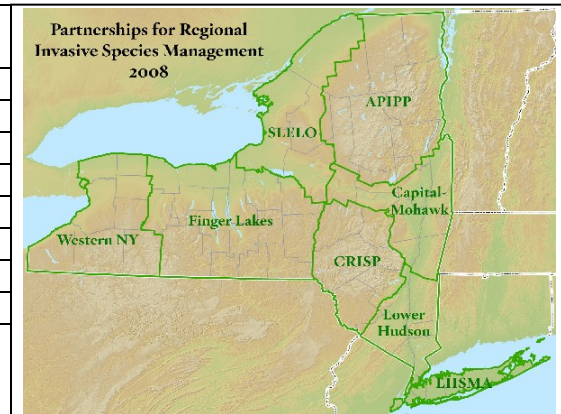 Partnerships for Regional
Invasive Species Management
2008
APIPP
SLELO
Capital-
Mohawk
Finger Lakes
Western NY
CRISP
Lower
Hudson
LIISMA